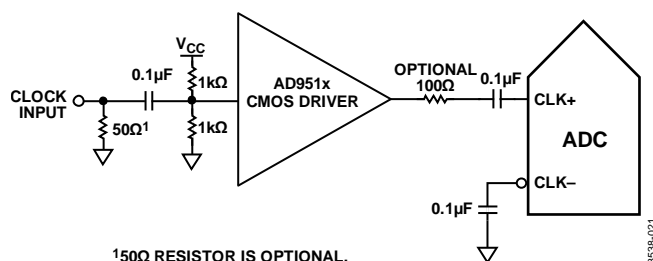 VCC
0.1µF
1kΩ
CLOCK
INPUT
50Ω1
1kΩ
AD951x
CMOS DRIVER
OPTIONAL
100Ω
0.1µF
CLK+
ADC
CLK–
0.1µF
150Ω RESISTOR IS OPTIONAL.